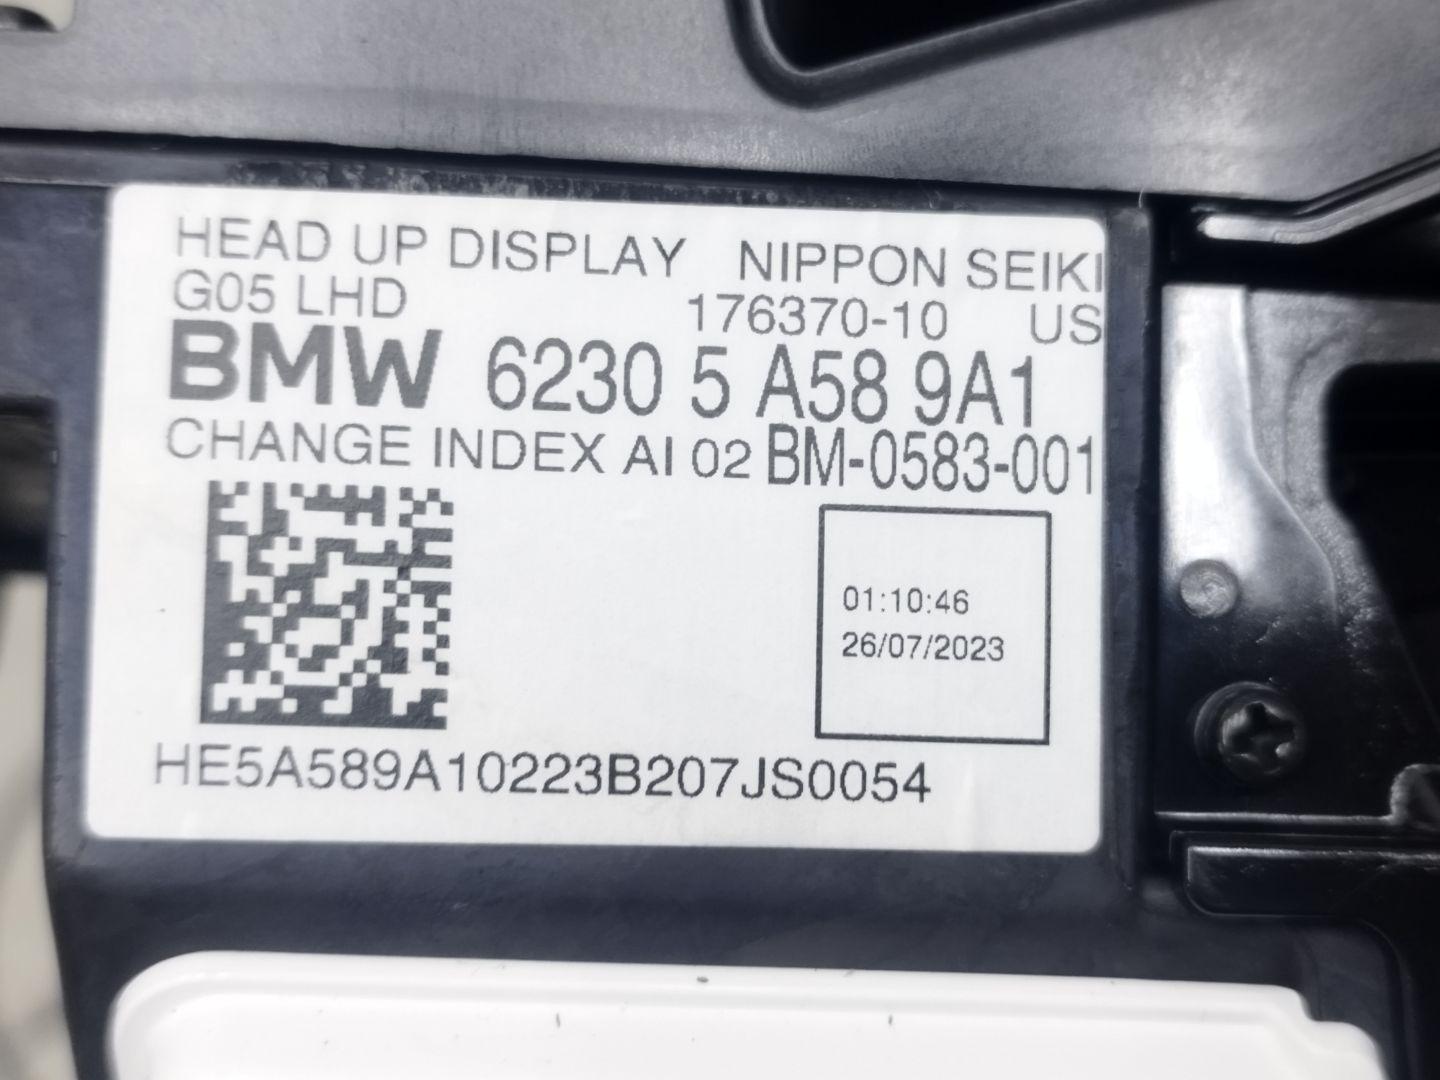 HEAD UP DISPLAY NIPPON SEIKI
G05 LHD 176370-10 US
BMW 6230 5 A58 9A1
CHANGE INDEX AI 02 BM-0583-001
01:10:46
26/07/2023
HE5A589A10223B207JS0054